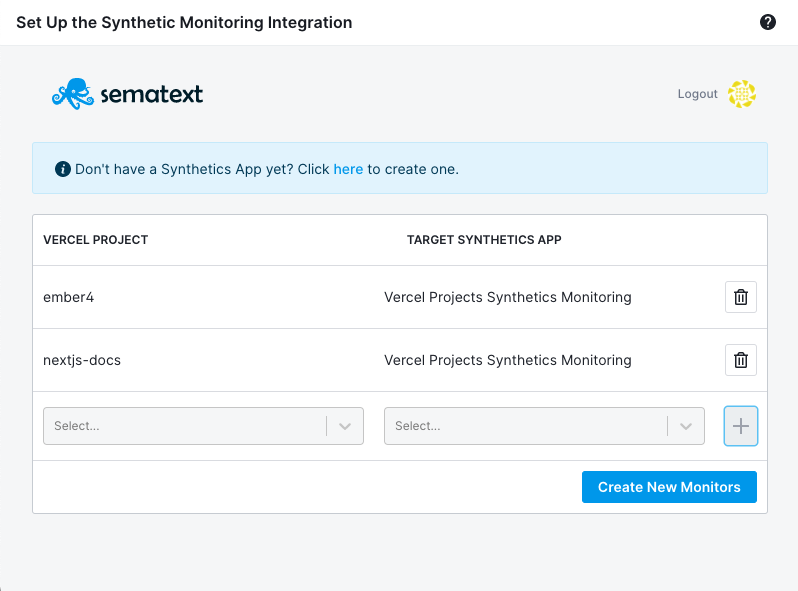 Set Up the Synthetic Monitoring Integration
?
sematext
Logout
i Don't have a Synthetics App yet? Click here to create one.
VERCEL PROJECT TARGET SYNTHETICS APP
ember4 Vercel Projects Synthetics Monitoring
nextjs-docs Vercel Projects Synthetics Monitoring
Select... Select...
Create New Monitors